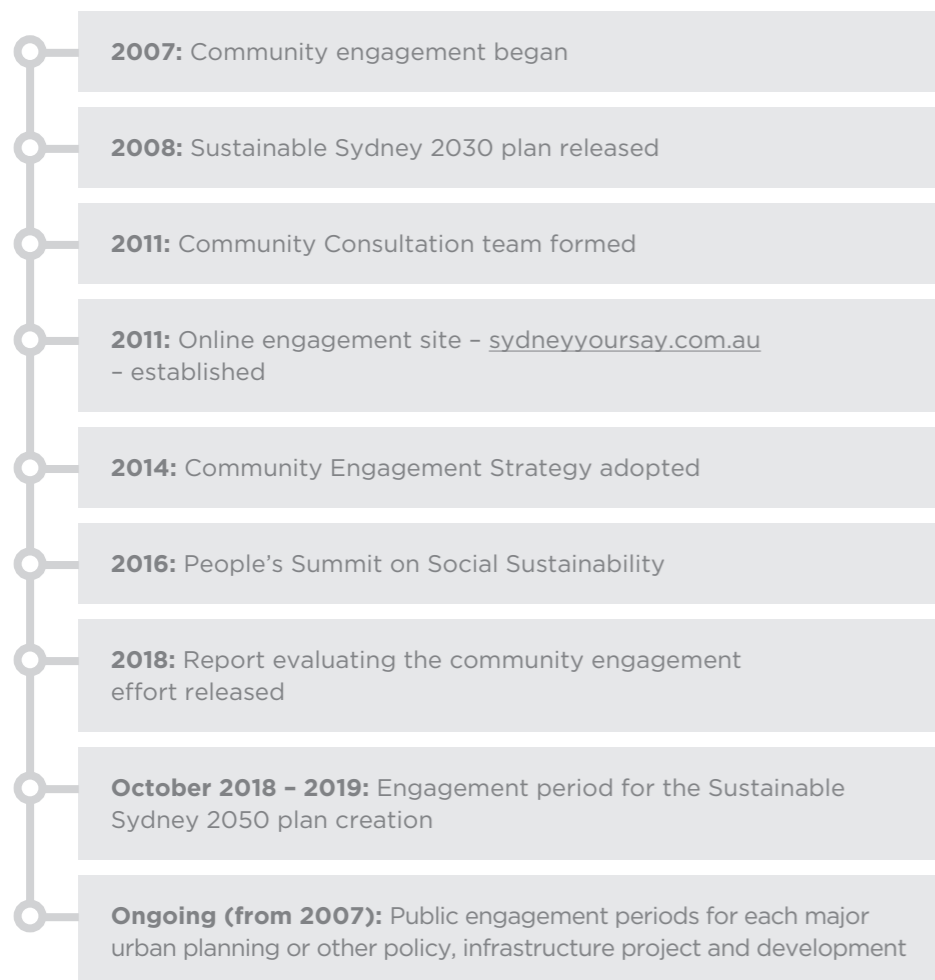 2007: Community engagement began
2008: Sustainable Sydney 2030 plan released
2011: Community Consultation team formed
2011: Online engagement site – sydneyyoursay.com.au
– established
2014: Community Engagement Strategy adopted
2016: People’s Summit on Social Sustainability
2018: Report evaluating the community engagement
effort released
October 2018 – 2019: Engagement period for the Sustainable
Sydney 2050 plan creation
Ongoing (from 2007): Public engagement periods for each major
urban planning or other policy, infrastructure project and development